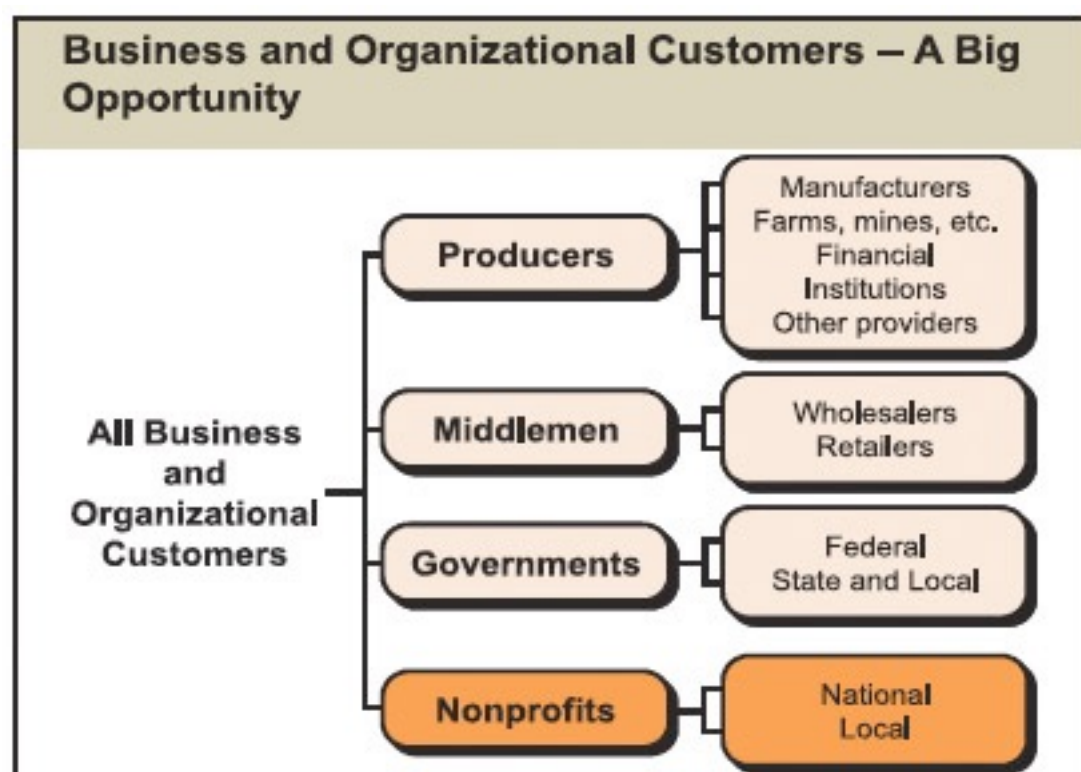 Business and Organizational Customers – A Big
Opportunity
All Business
and
Organizational
Customers
Producers
Manufacturers
Farms, mines, etc.
Financial
Institutions
Other providers
Middlemen
Wholesalers
Retailers
Governments
Federal
State and Local
Nonprofits
National
Local